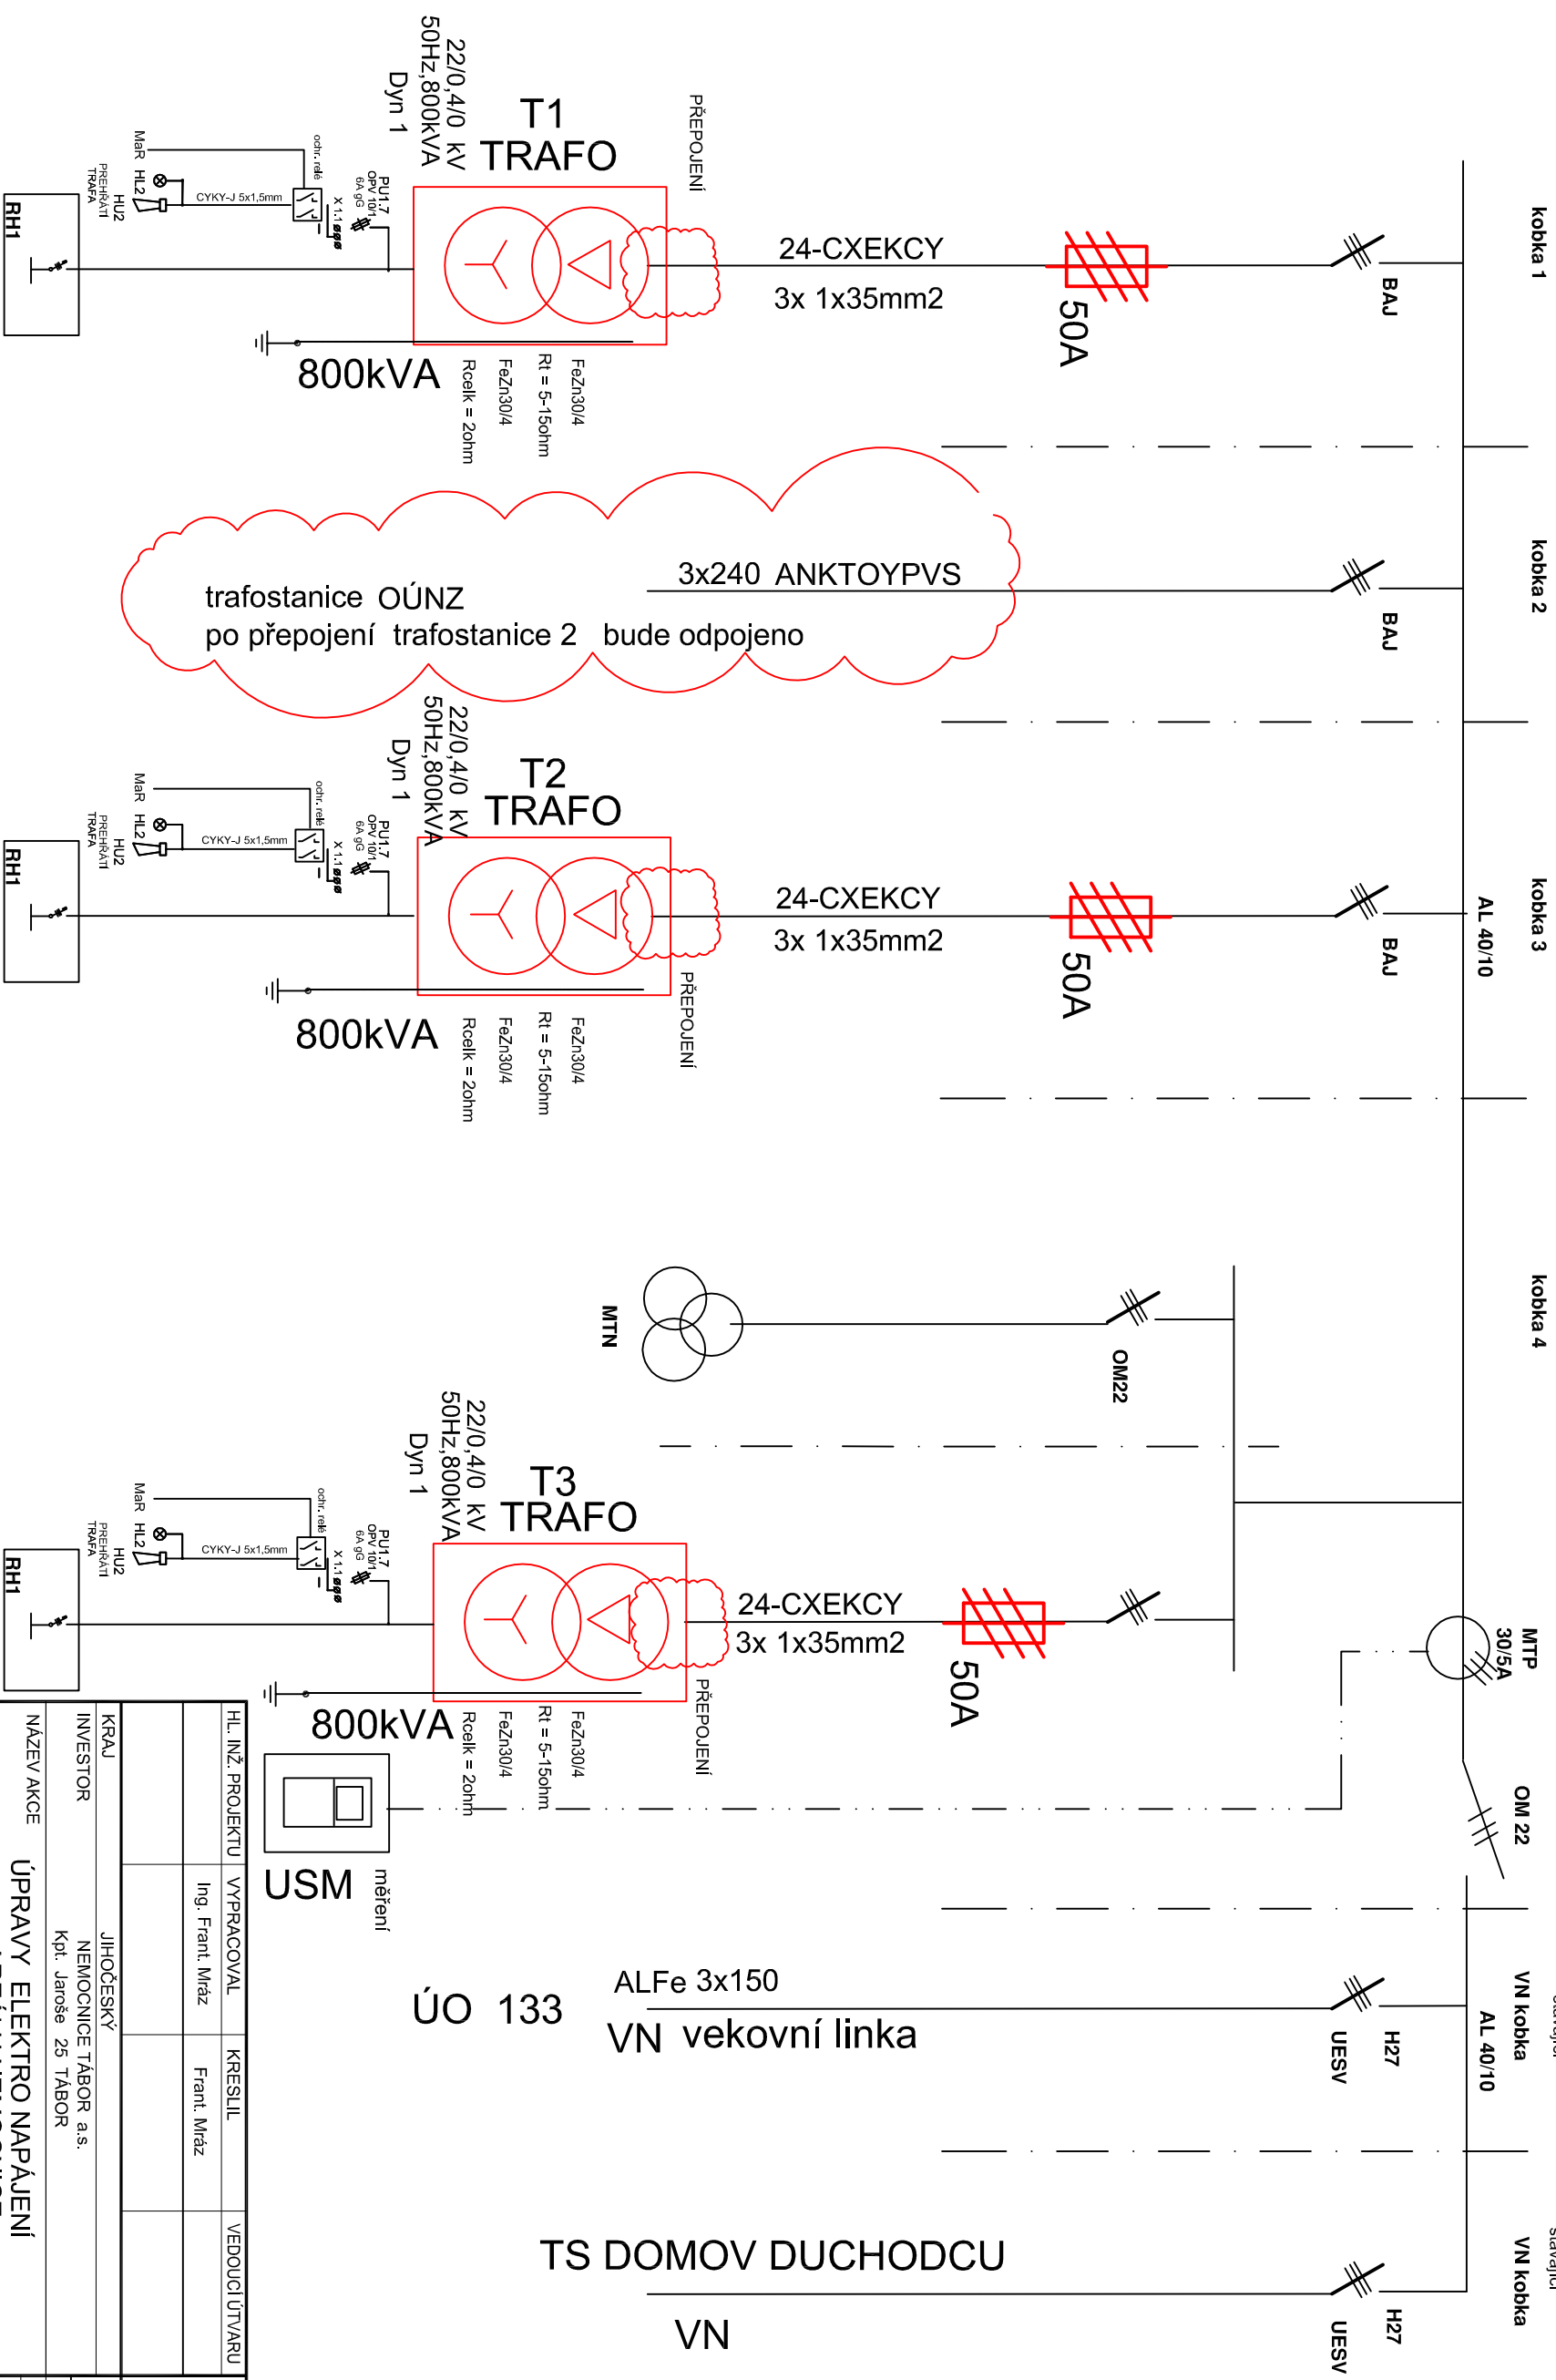 kobka 1
kobka 2
kobka 3
kobka 4
MTP
30/5A
OM 22
VN kobka
stávající
VN kobka
AL 40/10
AL 40/10
BAJ
BAJ
BAJ
OM22
H27
UESV
H27
UESV
PŘEPOJENÍ
24-CXEKCY
3x 1x35mm2
50A
T1
TRAFO
22/0,4/0 kV
50Hz,800kVA
Dyn 1
800kVA
FeZn30/4
Rt = 5-15ohm
FeZn30/4
Rcelk = 2ohm
PU1.7
OPV 10/1
6A gG
X 1.1
ochr. relé
CYKY-J 5x1,5mm
MaR
HL2
HU2
PREHŘÁTÍ
TRAFA
RH1
3x240 ANKTOYPVS
trafostanice OÚNZ
po přepojení trafostanice 2 bude odpojeno
T2
TRAFO
22/0,4/0 kV
50Hz,800kVA
Dyn 1
24-CXEKCY
3x 1x35mm2
50A
PŘEPOJENÍ
800kVA
FeZn30/4
Rt = 5-15ohm
FeZn30/4
Rcelk = 2ohm
PU1.7
OPV 10/1
6A gG
X 1.1
ochr. relé
CYKY-J 5x1,5mm
MaR
HL2
HU2
PREHŘÁTÍ
TRAFA
RH1
MTN
T3
TRAFO
22/0,4/0 kV
50Hz,800kVA
Dyn 1
24-CXEKCY
3x 1x35mm2
50A
PŘEPOJENÍ
800kVA
FeZn30/4
Rt = 5-15ohm
FeZn30/4
Rcelk = 2ohm
PU1.7
OPV 10/1
6A gG
X 1.1
ochr. relé
CYKY-J 5x1,5mm
MaR
HL2
HU2
PREHŘÁTÍ
TRAFA
RH1
měření
USM
ÚO 133
ALFe 3x150
VN vekovní linka
TS DOMOV DUCHODCU
VN
HL. INŽ. PROJEKTU
VYPRACOVAL
KRESLIL
VEDOUCÍ ÚTVARU
Ing. Frant. Mráz
Frant. Mráz
KRAJ
JIHOČESKÝ
INVESTOR
NEMOCNICE TÁBOR a.s.
Kpt. Jaroše 25 TÁBOR
NÁZEV AKCE
ÚPRAVY ELEKTRO NAPÁJENÍ